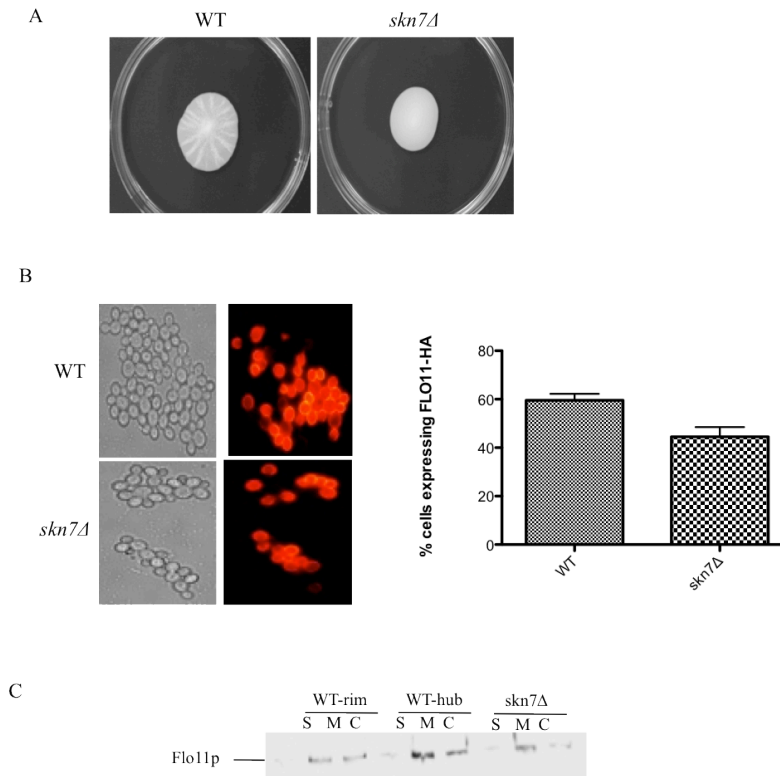 A
WT
skn7Δ
B
WT
skn7Δ
% cells expressing FLO11-HA
80
60
40
20
0
WT
skn7Δ
C
WT-rim WT-hub skn7Δ
S M C S M C S M C
Flo11p